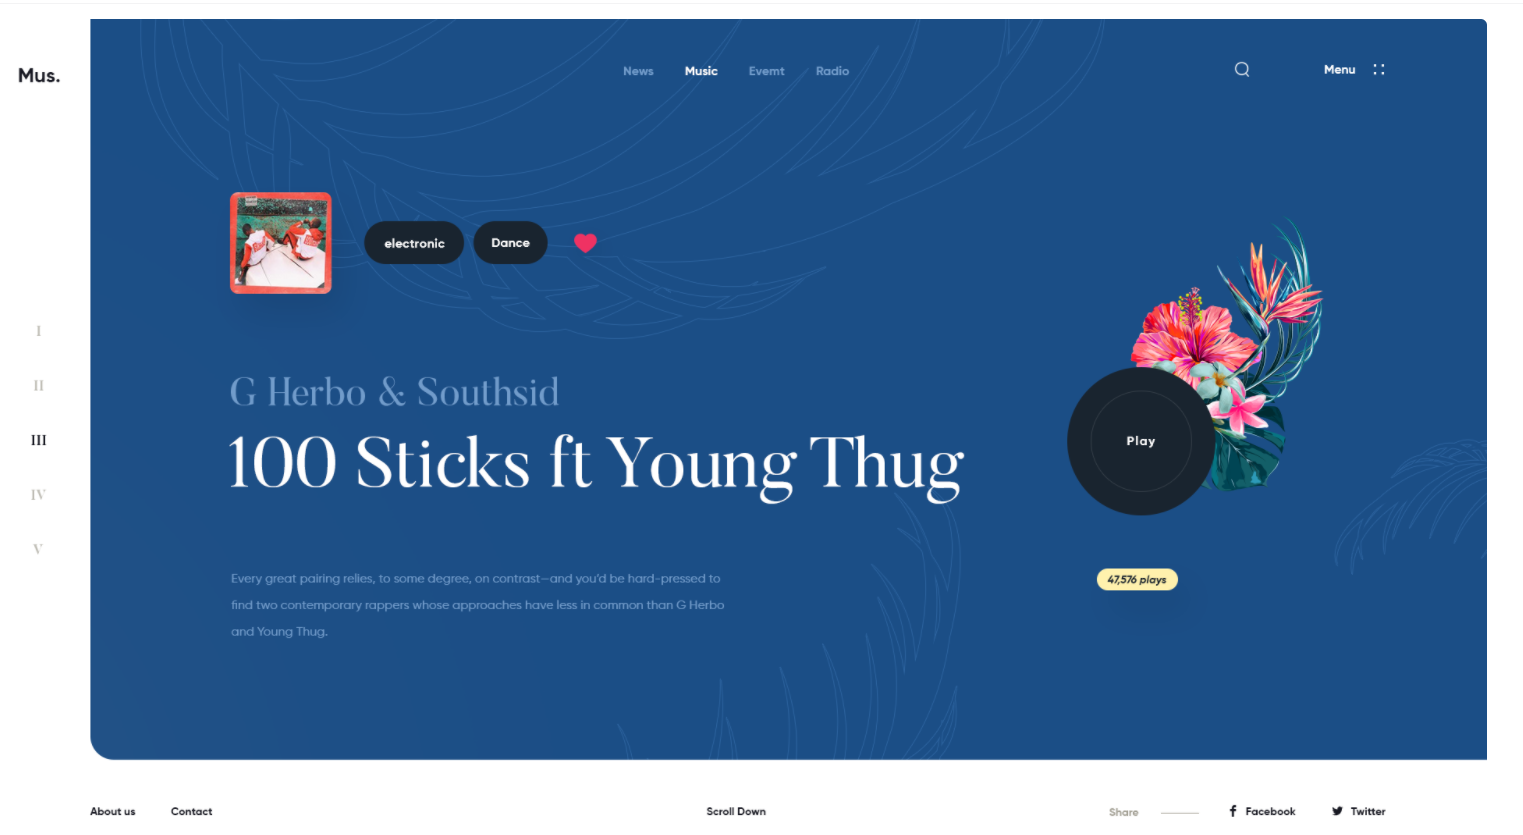 Mus.
News
Music
Evemt
Radio
Menu
electronic
Dance
I
II
III
IV
V
G Herbo & Southsid
100 Sticks ft Young Thug
Play
47,576 plays
Every great pairing relies, to some degree, on contrast—and you'd be hard-pressed to
find two contemporary rappers whose approaches have less in common than G Herbo
and Young Thug.
About us
Contact
Scroll Down
Share
Facebook
Twitter